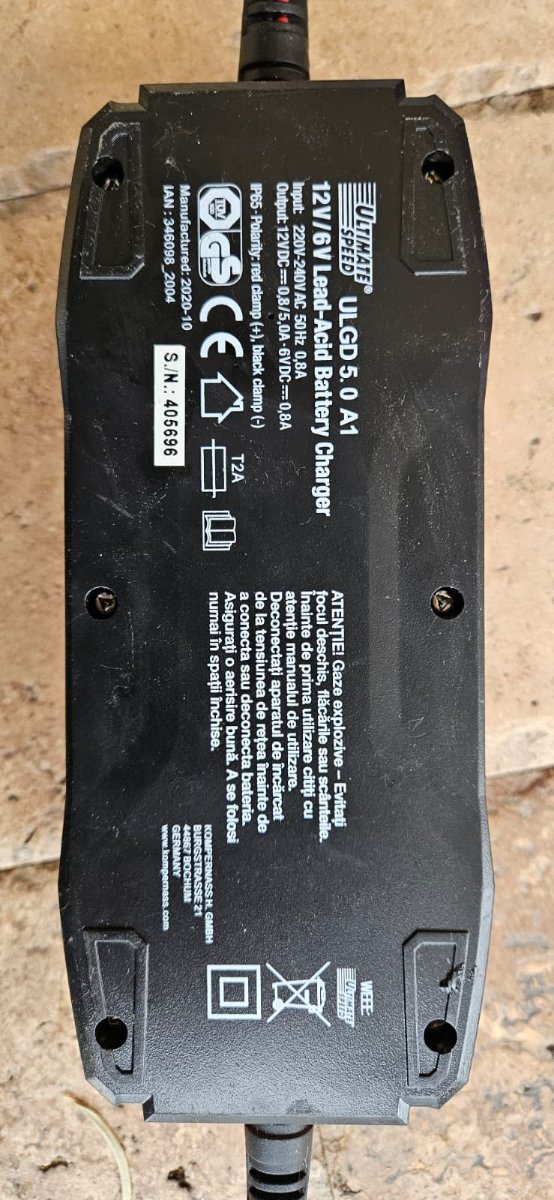 ULTIMATE SPEED® ULGD 5.0 A1
12V/6V Lead-Acid Battery Charger
Input: 220V-240V AC 50Hz 0,8A
Output: 12VDC ⎓ 0,8/5,0A · 6VDC ⎓ 0,8A
IP65 · Polarity: red clamp (+), black clamp (-)
GS CE T2A
Manufactured: 2020-10
IAN: 346098_2004
S./N.: 405696
ATENȚIE! Gaze explozive – Evitați
focul deschis, flăcările sau scânteile.
Înainte de prima utilizare citiți cu
atenție manualul de utilizare.
Deconectați aparatul de încărcat
de la tensiunea de rețea înainte de
a conecta sau deconecta bateria.
Asigurați o aerisire bună. A se folosi
numai în spații închise.
KOMPERNASS H. GMBH
BURGSTRASSE 21
44867 BOCHUM
GERMANY
www.kompernass.com
WEEE:
ULTIMATE SPEED